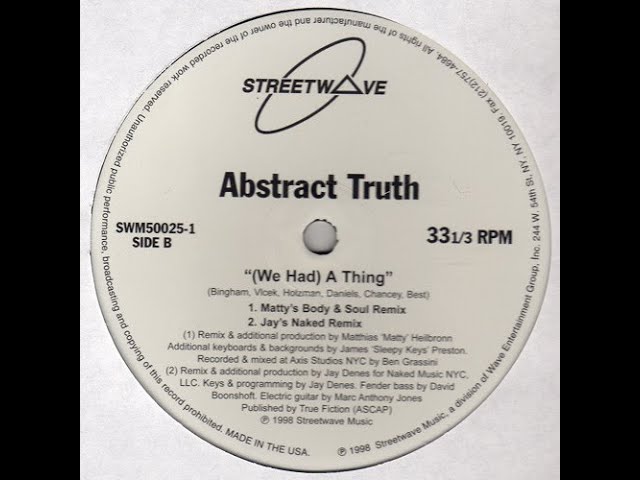 STREETWAVE
Abstract Truth
SWM50025-1
SIDE B
33 1/3 RPM
"(We Had) A Thing"
(Bingham, Vlcek, Holzman, Daniels, Chancey, Best)
1. Matty's Body & Soul Remix
2. Jay's Naked Remix
(1) Remix & additional production by Matthias 'Matty' Heilbronn
Additional keyboards & backgrounds by James 'Sleepy Keys' Preston.
Recorded & mixed at Axis Studios NYC by Ben Grassini
(2) Remix & additional production by Jay Denes for Naked Music NYC,
LLC. Keys & programming by Jay Denes. Fender bass by David
Boonshoft. Electric guitar by Marc Anthony Jones
Published by True Fiction (ASCAP)
℗ 1998 Streetwave Music
℗ 1998 Streetwave Music, a division of Wave Entertainment Group, Inc. 244 W. 54th St, NY, NY 10019 Fax (212)757-4684. All rights of the manufacturer and of the owner of the recorded work reserved. Unauthorized public performance, broadcasting and copying of this record prohibited. MADE IN THE USA.